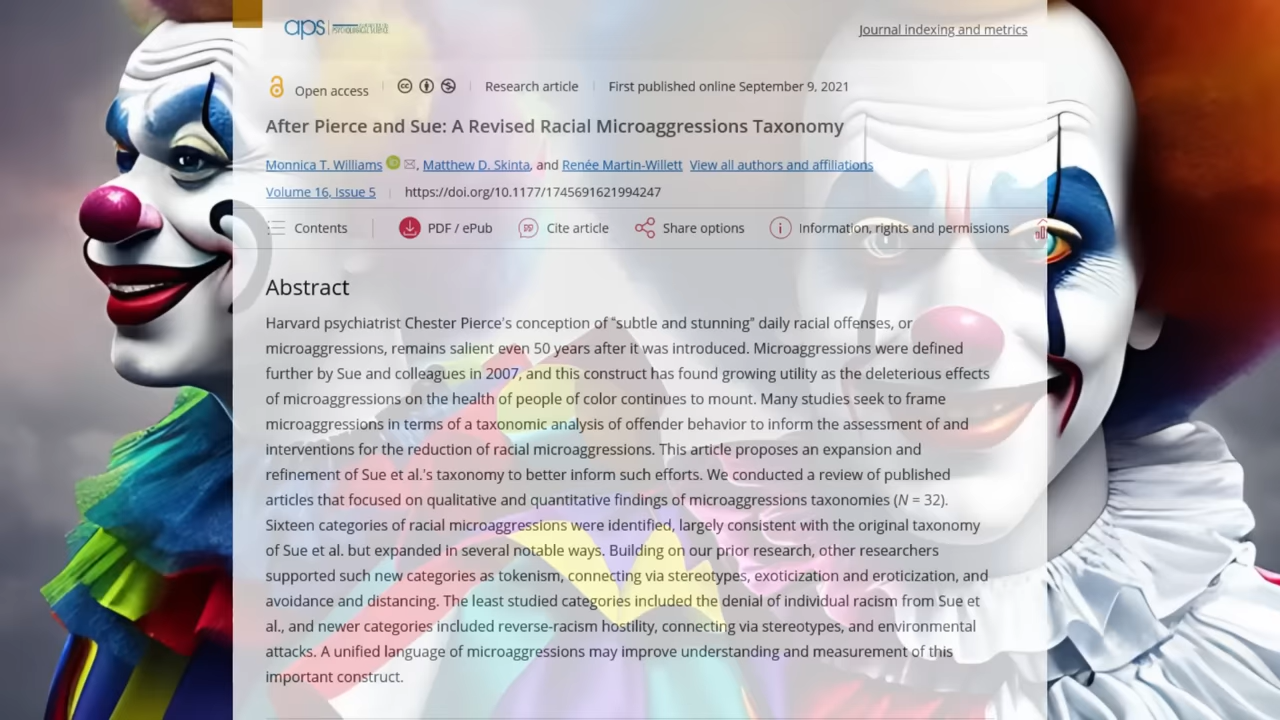 aps
Journal indexing and metrics
Open access Research article First published online September 9, 2021
After Pierce and Sue: A Revised Racial Microaggressions Taxonomy
Monnica T. Williams, Matthew D. Skinta, and Renée Martin-Willett View all authors and affiliations
Volume 16, Issue 5 https://doi.org/10.1177/1745691621994247
Contents PDF / ePub Cite article Share options Information, rights and permissions
Abstract
Harvard psychiatrist Chester Pierce's conception of “subtle and stunning” daily racial offenses, or
microaggressions, remains salient even 50 years after it was introduced. Microaggressions were defined
further by Sue and colleagues in 2007, and this construct has found growing utility as the deleterious effects
of microaggressions on the health of people of color continues to mount. Many studies seek to frame
microaggressions in terms of a taxonomic analysis of offender behavior to inform the assessment of and
interventions for the reduction of racial microaggressions. This article proposes an expansion and
refinement of Sue et al.'s taxonomy to better inform such efforts. We conducted a review of published
articles that focused on qualitative and quantitative findings of microaggressions taxonomies (N = 32).
Sixteen categories of racial microaggressions were identified, largely consistent with the original taxonomy
of Sue et al. but expanded in several notable ways. Building on our prior research, other researchers
supported such new categories as tokenism, connecting via stereotypes, exoticization and eroticization, and
avoidance and distancing. The least studied categories included the denial of individual racism from Sue et
al., and newer categories included reverse-racism hostility, connecting via stereotypes, and environmental
attacks. A unified language of microaggressions may improve understanding and measurement of this
important construct.